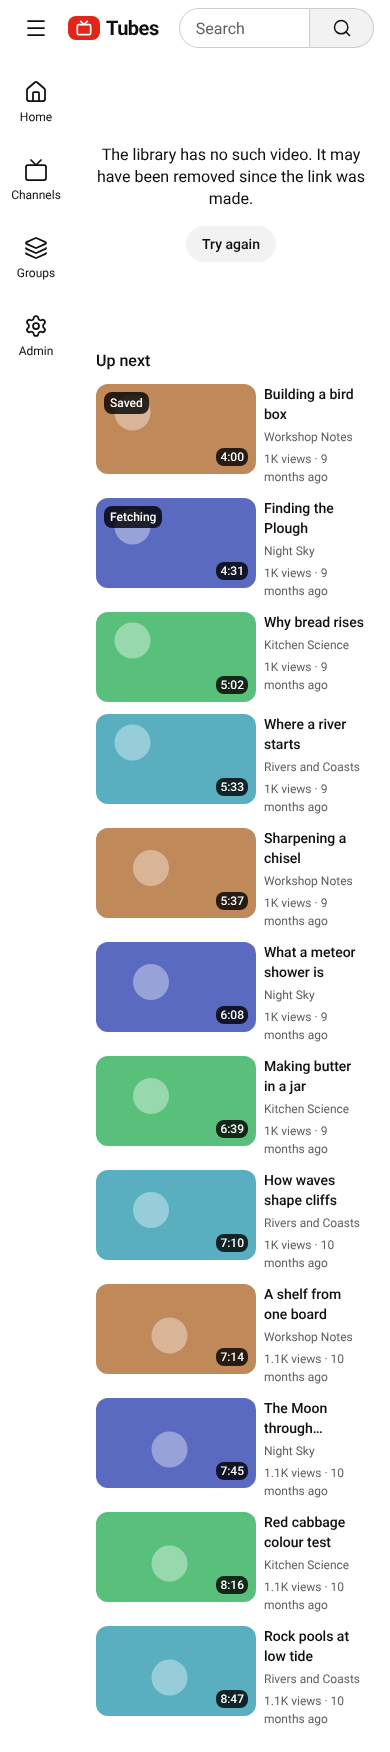 Tubes
Search
Home
Channels
Groups
Admin
The library has no such video. It may
have been removed since the link was
made.
Try again
Up next
Saved
4:00
Building a bird
box
Workshop Notes
1K views · 9
months ago
Fetching
4:31
Finding the
Plough
Night Sky
1K views · 9
months ago
5:02
Why bread rises
Kitchen Science
1K views · 9
months ago
5:33
Where a river
starts
Rivers and Coasts
1K views · 9
months ago
5:37
Sharpening a
chisel
Workshop Notes
1K views · 9
months ago
6:08
What a meteor
shower is
Night Sky
1K views · 9
months ago
6:39
Making butter
in a jar
Kitchen Science
1K views · 9
months ago
7:10
How waves
shape cliffs
Rivers and Coasts
1K views · 10
months ago
7:14
A shelf from
one board
Workshop Notes
1.1K views · 10
months ago
7:45
The Moon
through…
Night Sky
1.1K views · 10
months ago
8:16
Red cabbage
colour test
Kitchen Science
1.1K views · 10
months ago
8:47
Rock pools at
low tide
Rivers and Coasts
1.1K views · 10
months ago